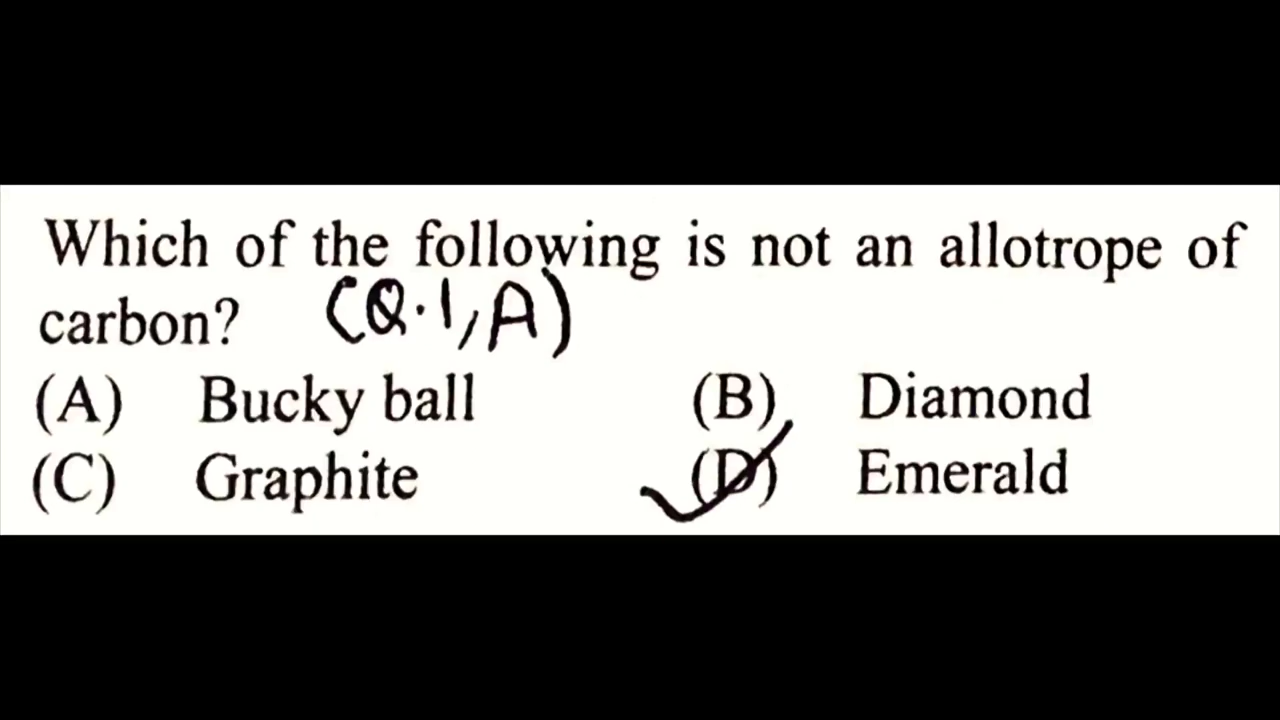 Which of the following is not an allotrope of
carbon? (Q.1,A)
(A) Bucky ball (B) Diamond
(C) Graphite (D) Emerald